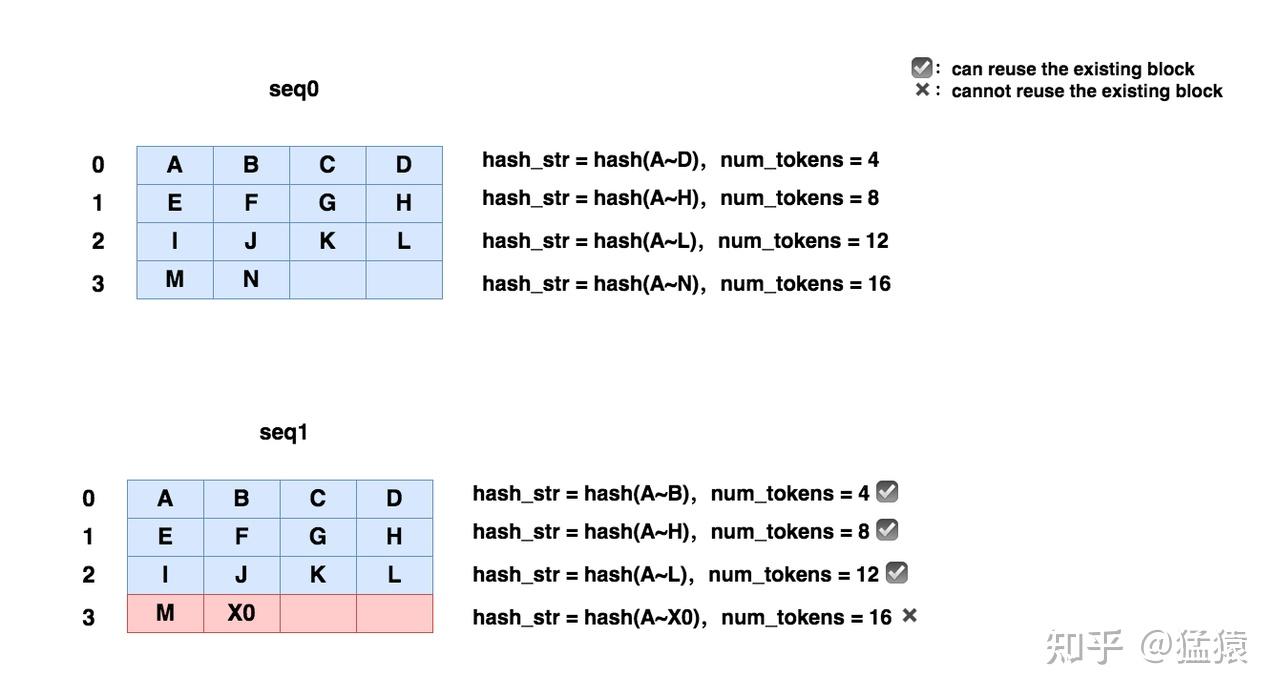 seq0
☑: can reuse the existing block
✕: cannot reuse the existing block
0 A B C D hash_str = hash(A~D),  num_tokens = 4
1 E F G H hash_str = hash(A~H),  num_tokens = 8
2 I J K L hash_str = hash(A~L),  num_tokens = 12
3 M N hash_str = hash(A~N),  num_tokens = 16
seq1
0 A B C D hash_str = hash(A~B),  num_tokens = 4 ☑
1 E F G H hash_str = hash(A~H),  num_tokens = 8 ☑
2 I J K L hash_str = hash(A~L),  num_tokens = 12 ☑
3 M X0 hash_str = hash(A~X0),  num_tokens = 16 ✕
知乎 @猛猿